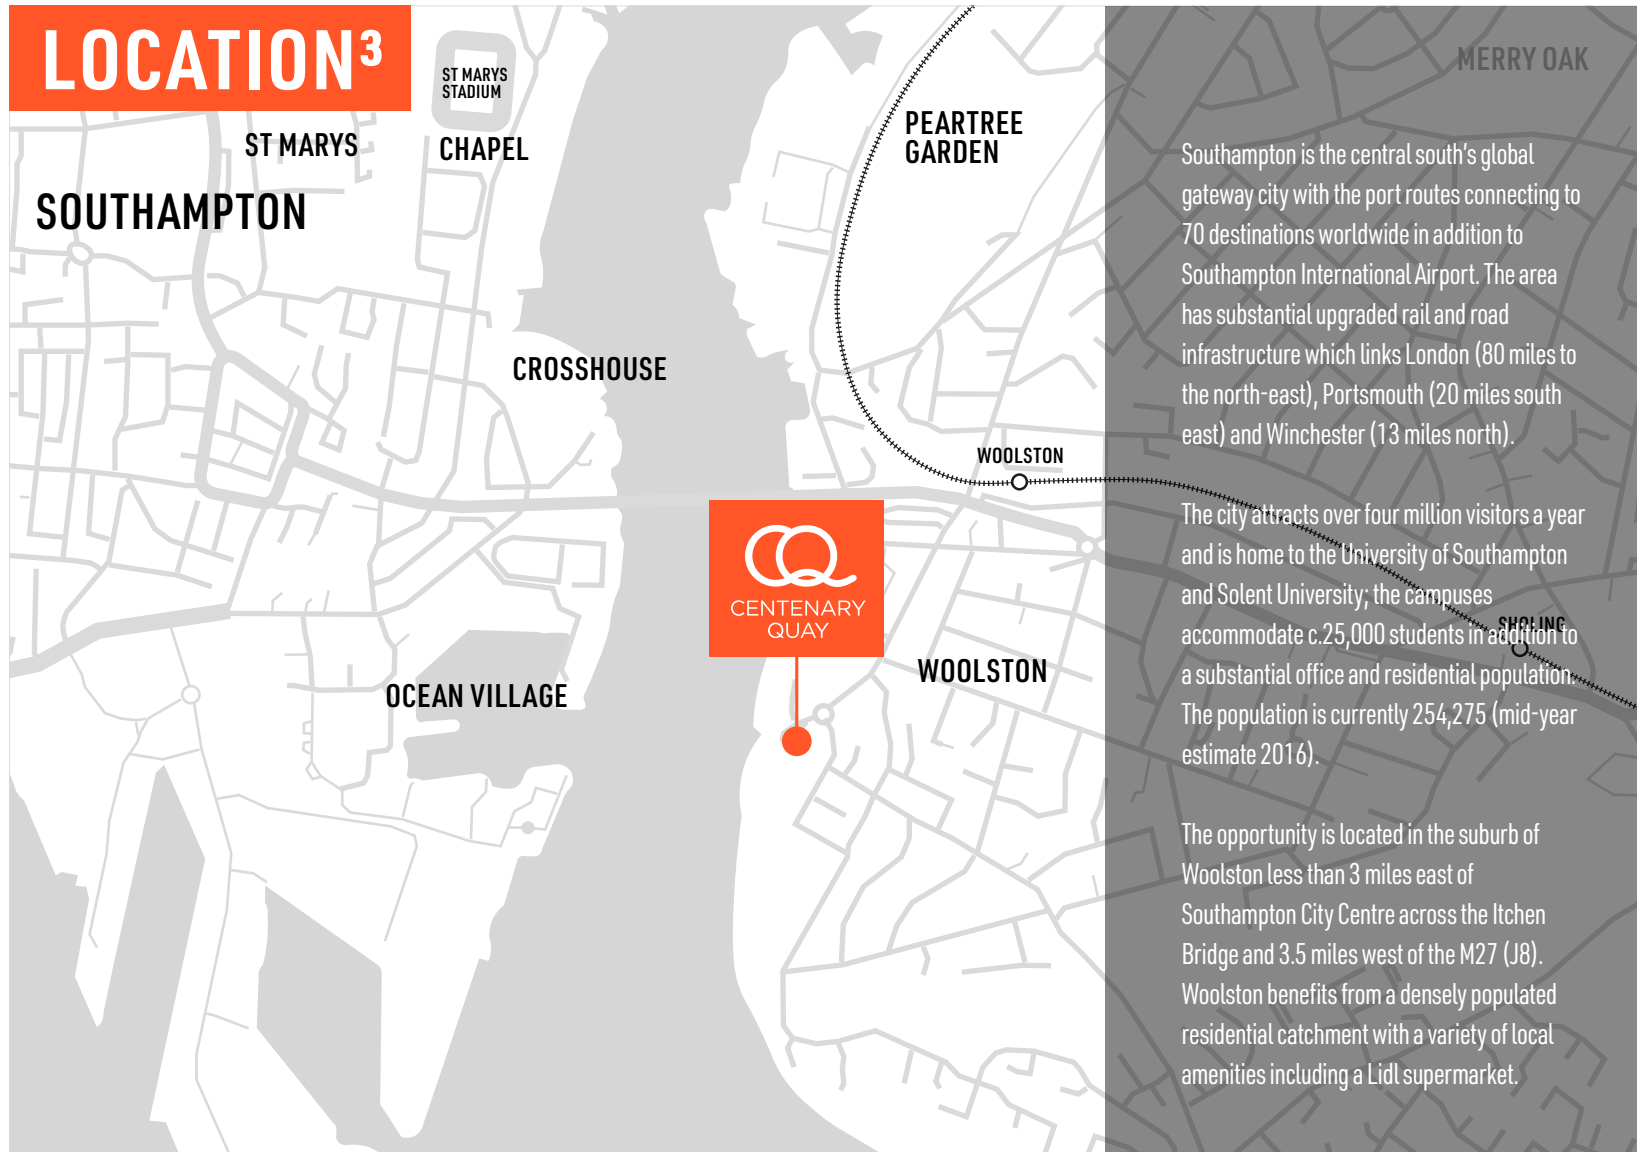 LOCATION³
ST MARYS
STADIUM
ST MARYS
CHAPEL
SOUTHAMPTON
CROSSHOUSE
OCEAN VILLAGE
PEARTREE
GARDEN
WOOLSTON
CQ
CENTENARY
QUAY
WOOLSTON
MERRY OAK
SHOLING
Southampton is the central south's global
gateway city with the port routes connecting to
70 destinations worldwide in addition to
Southampton International Airport. The area
has substantial upgraded rail and road
infrastructure which links London (80 miles to
the north-east), Portsmouth (20 miles south
east) and Winchester (13 miles north).
The city attracts over four million visitors a year
and is home to the University of Southampton
and Solent University; the campuses
accommodate c.25,000 students in addition to
a substantial office and residential population.
The population is currently 254,275 (mid-year
estimate 2016).
The opportunity is located in the suburb of
Woolston less than 3 miles east of
Southampton City Centre across the Itchen
Bridge and 3.5 miles west of the M27 (J8).
Woolston benefits from a densely populated
residential catchment with a variety of local
amenities including a Lidl supermarket.